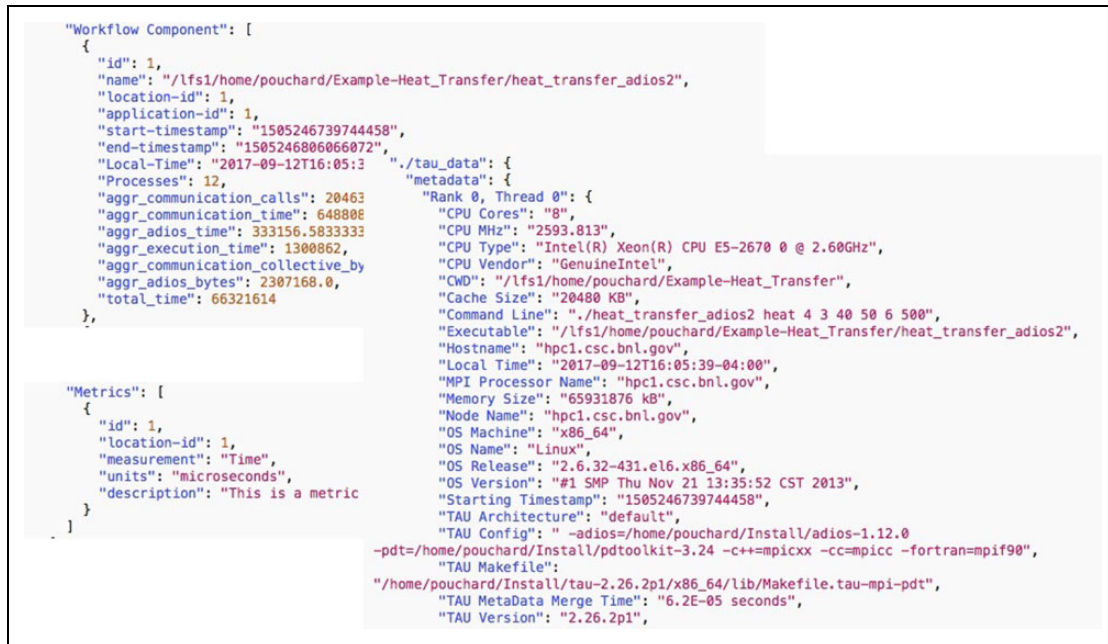 "Workflow Component": [
{
"id": 1,
"name": "/lfs1/home/pouchard/Example-Heat_Transfer/heat_transfer_adios2",
"location-id": 1,
"application-id": 1,
"start-timestamp": "1505246739744458",
"end-timestamp": "1505246806066072",
"Local-Time": "2017-09-12T16:05:3
"Processes": 12,
"aggr_communication_calls": 20463
"aggr_communication_time": 648808
"aggr_adios_time": 333156.5833333
"aggr_execution_time": 1300862,
"aggr_communication_collective_by
"aggr_adios_bytes": 2307168.0,
"total_time": 66321614
},
"Metrics": [
{
"id": 1,
"location-id": 1,
"measurement": "Time",
"units": "microseconds",
"description": "This is a metric
}
]
"./tau_data": {
"metadata": {
"Rank 0, Thread 0": {
"CPU Cores": "8",
"CPU MHz": "2593.813",
"CPU Type": "Intel(R) Xeon(R) CPU E5-2670 0 @ 2.60GHz",
"CPU Vendor": "GenuineIntel",
"CWD": "/lfs1/home/pouchard/Example-Heat_Transfer",
"Cache Size": "20480 KB",
"Command Line": "./heat_transfer_adios2 heat 4 3 40 50 6 500",
"Executable": "/lfs1/home/pouchard/Example-Heat_Transfer/heat_transfer_adios2",
"Hostname": "hpc1.csc.bnl.gov",
"Local Time": "2017-09-12T16:05:39-04:00",
"MPI Processor Name": "hpc1.csc.bnl.gov",
"Memory Size": "65931876 kB",
"Node Name": "hpc1.csc.bnl.gov",
"OS Machine": "x86_64",
"OS Name": "Linux",
"OS Release": "2.6.32-431.el6.x86_64",
"OS Version": "#1 SMP Thu Nov 21 13:35:52 CST 2013",
"Starting Timestamp": "1505246739744458",
"TAU Architecture": "default",
"TAU Config": " -adios=/home/pouchard/Install/adios-1.12.0
-pdt=/home/pouchard/Install/pdtoolkit-3.24 -c++=mpicxx -cc=mpicc -fortran=mpif90",
"TAU Makefile":
"/home/pouchard/Install/tau-2.26.2p1/x86_64/lib/Makefile.tau-mpi-pdt",
"TAU MetaData Merge Time": "6.2E-05 seconds",
"TAU Version": "2.26.2p1",